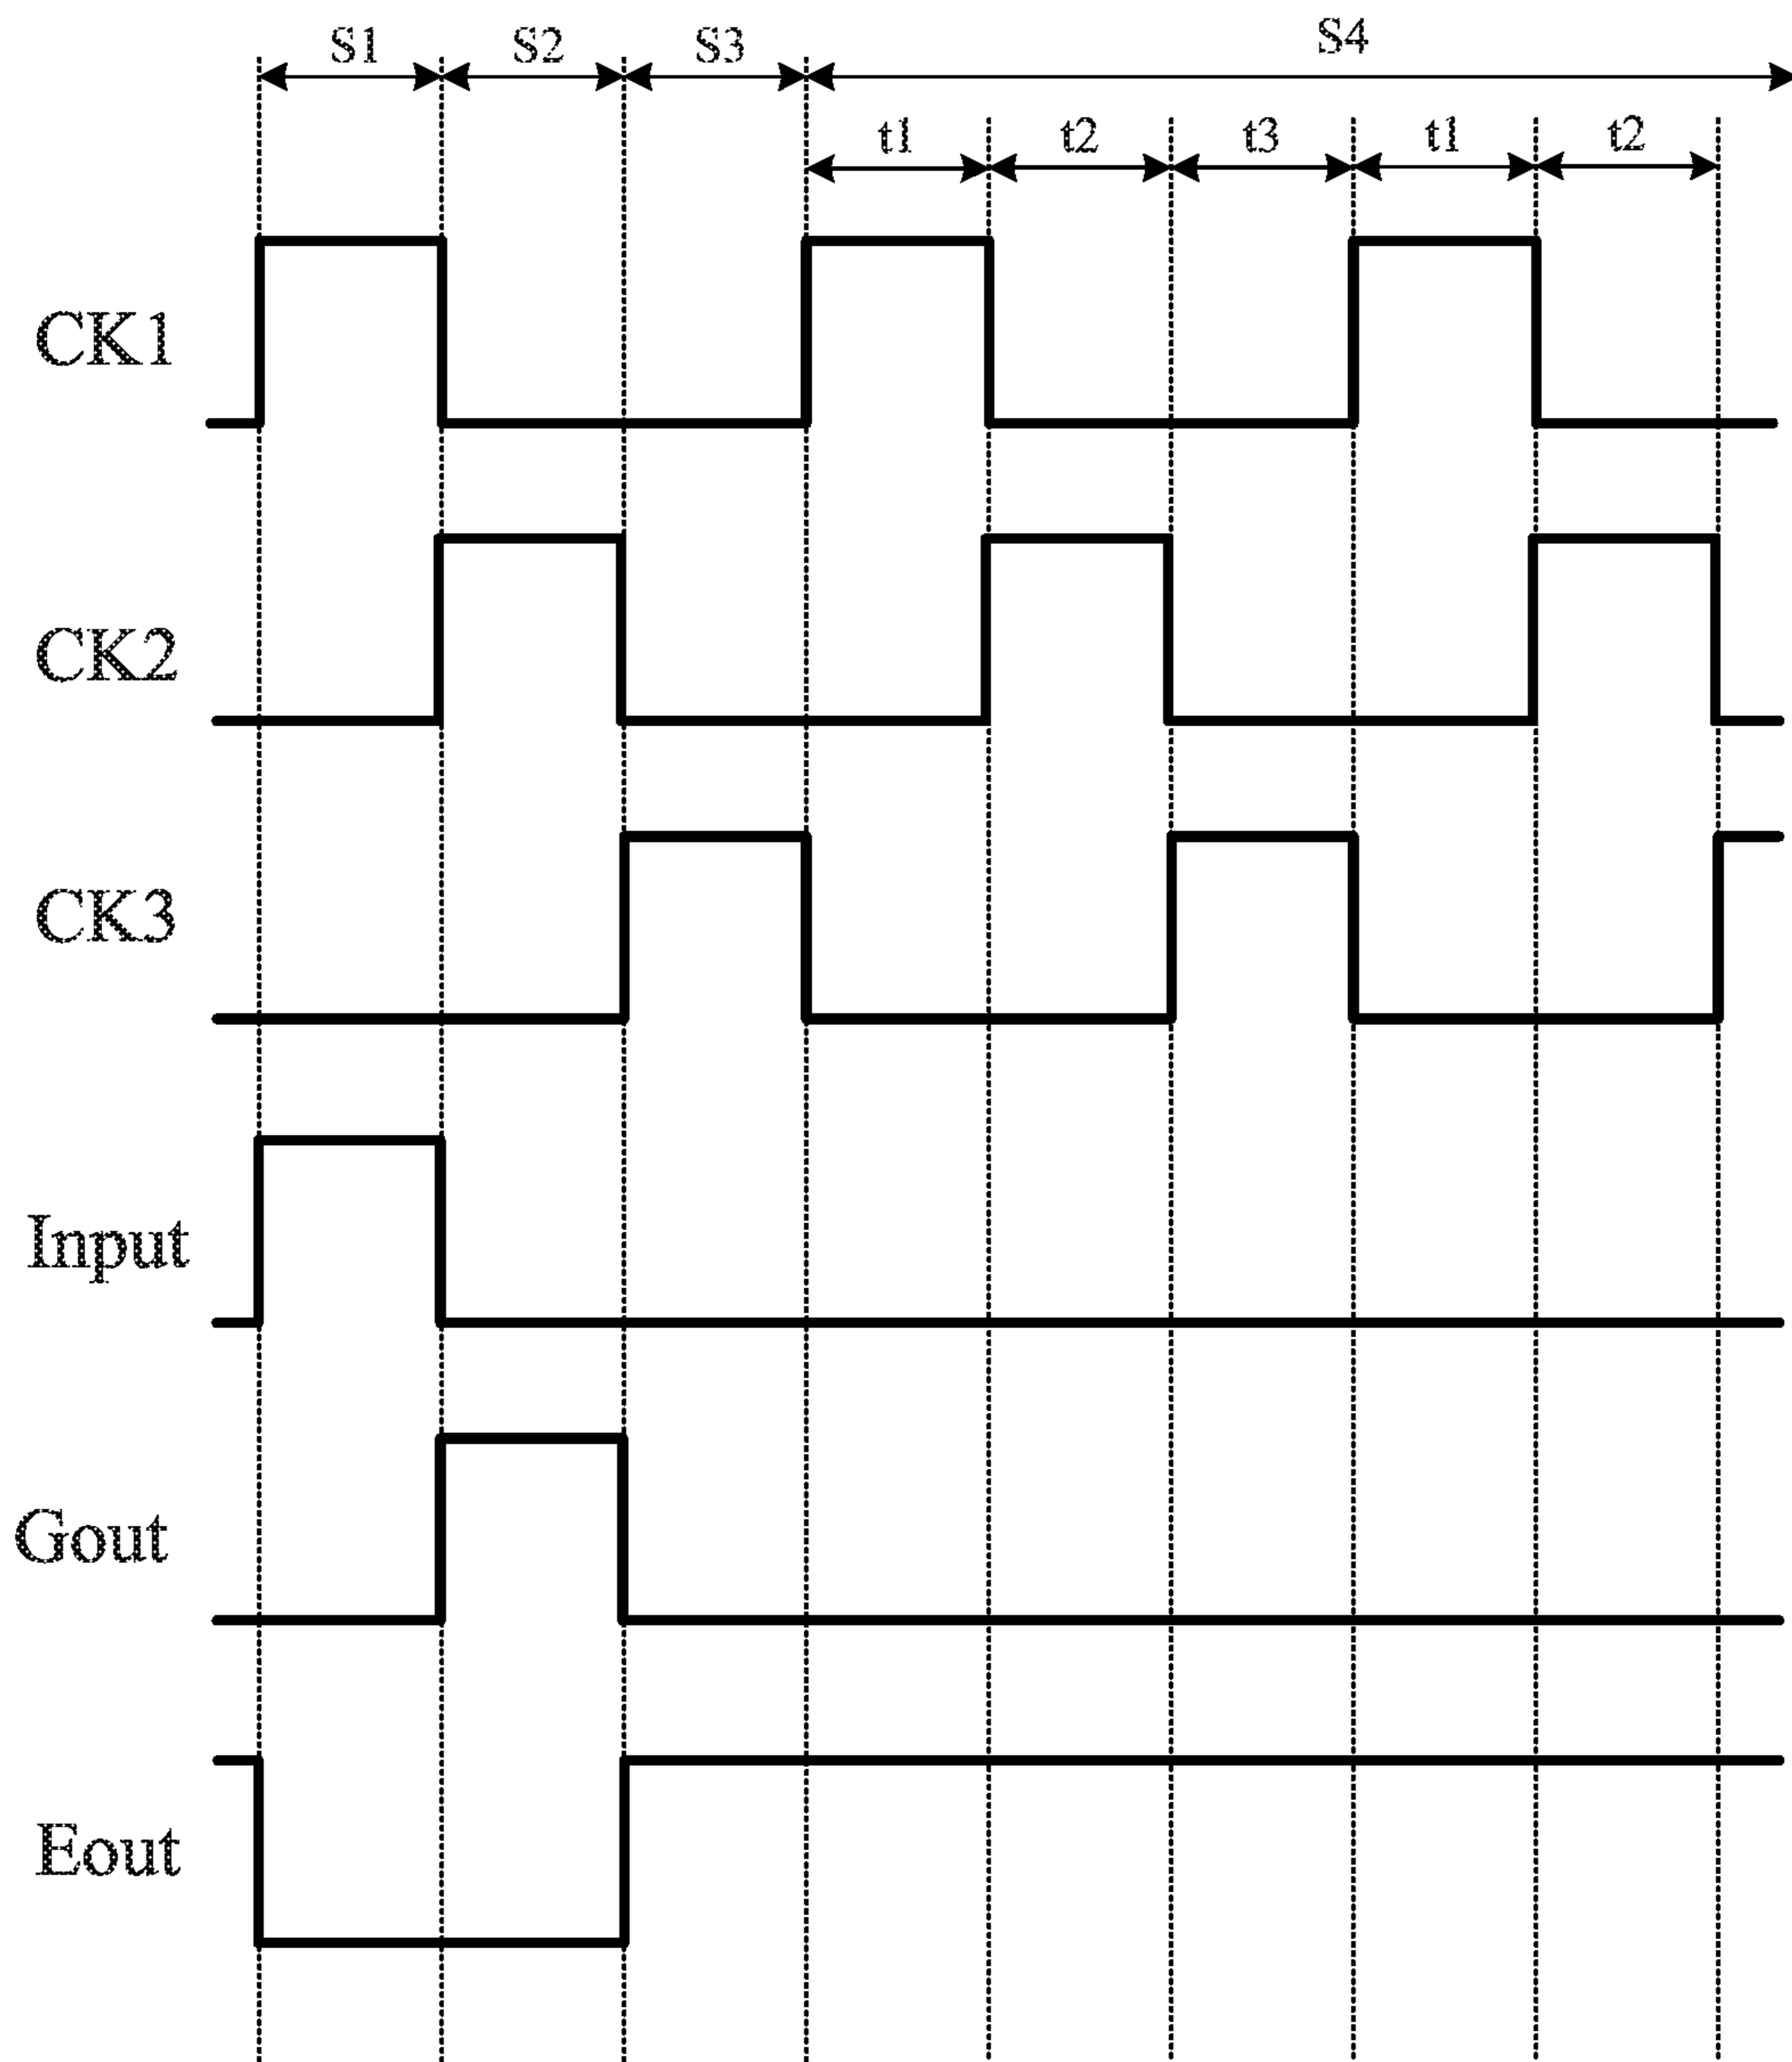 S1 S2 S3 S4
t1 t2 t3 t1 t2
CK1
CK2
CK3
Input
Gout
Eout